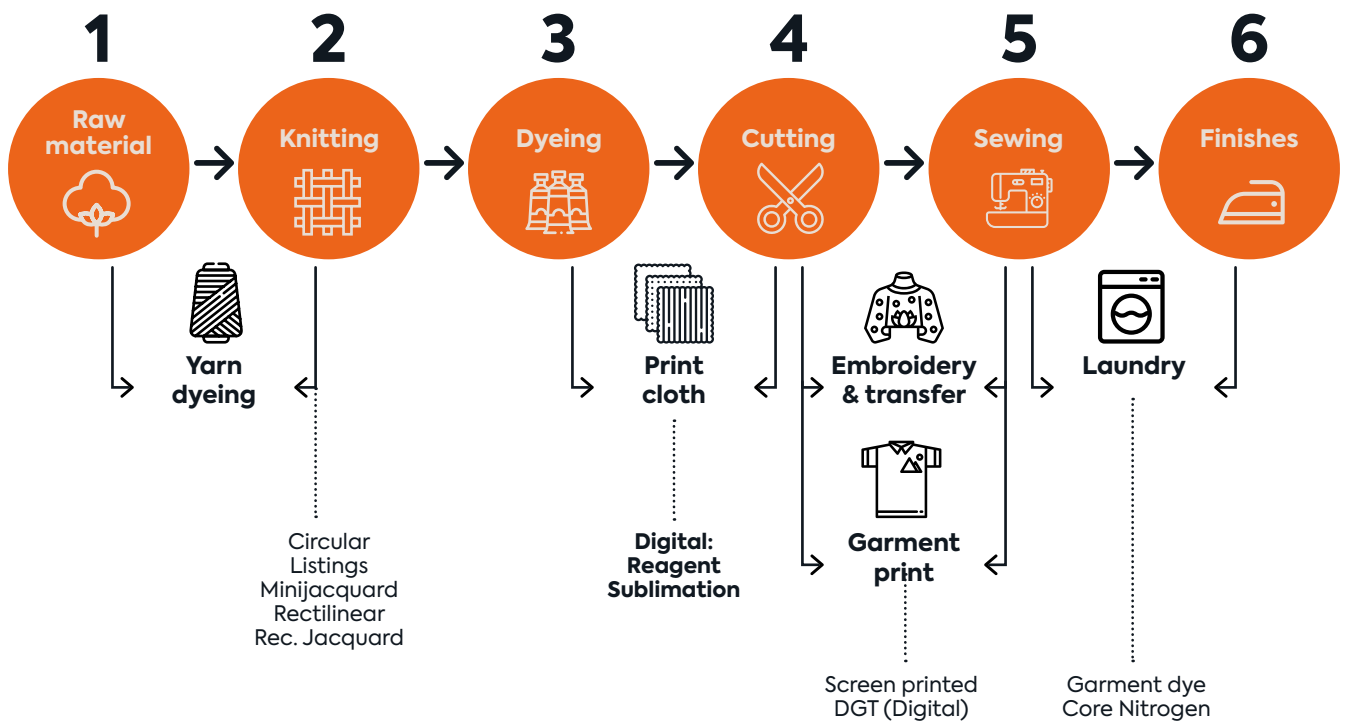 1
2
3
4
5
6
Raw
material
Knitting
Dyeing
Cutting
Sewing
Finishes
Yarn
dyeing
Print
cloth
Embroidery
& transfer
Laundry
Garment
print
Circular
Listings
Minijacquard
Rectilinear
Rec. Jacquard
Digital:
Reagent
Sublimation
Screen printed
DGT (Digital)
Garment dye
Core Nitrogen